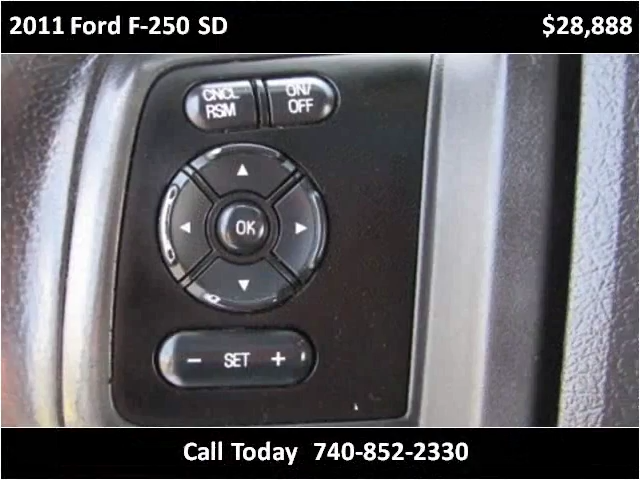 2011 Ford F-250 SD $28,888
CNCL ON/
RSM OFF
OK
- SET +
Call Today 740-852-2330